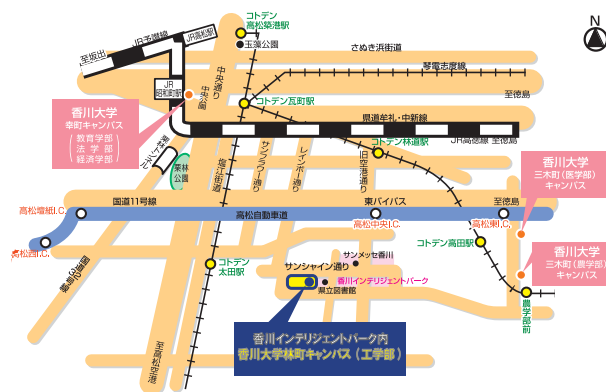 N
コトデン
高松築港駅
JR高松駅
JR予讃線
至坂出
玉藻公園
さぬき浜街道
中央通り
琴電志度線
中央公園
JR
昭和町駅
至徳島
コトデン瓦町駅
香川大学
幸町キャンパス
(教育学部
法学部
経済学部)
県道牟礼・中新線
コトデン林道駅
JR高徳線 至徳島
栗林トンネル
栗林
公園
塩江街道
サンフラワー通り
レインボー通り
旧空港通り
香川大学
三木町(医学部)
キャンパス
国道11号線
東バイパス
至徳島
高松檀紙I.C.
高松自動車道
高松中央I.C.
高松東I.C.
高松西I.C.
コトデン高田駅
香川大学
三木町(農学部)
キャンパス
コトデン
太田駅
サンメッセ香川
サンシャイン通り
香川インテリジェントパーク
県立図書館
農学部前
至高松空港
香川インテリジェントパーク内
香川大学林町キャンパス(工学部)